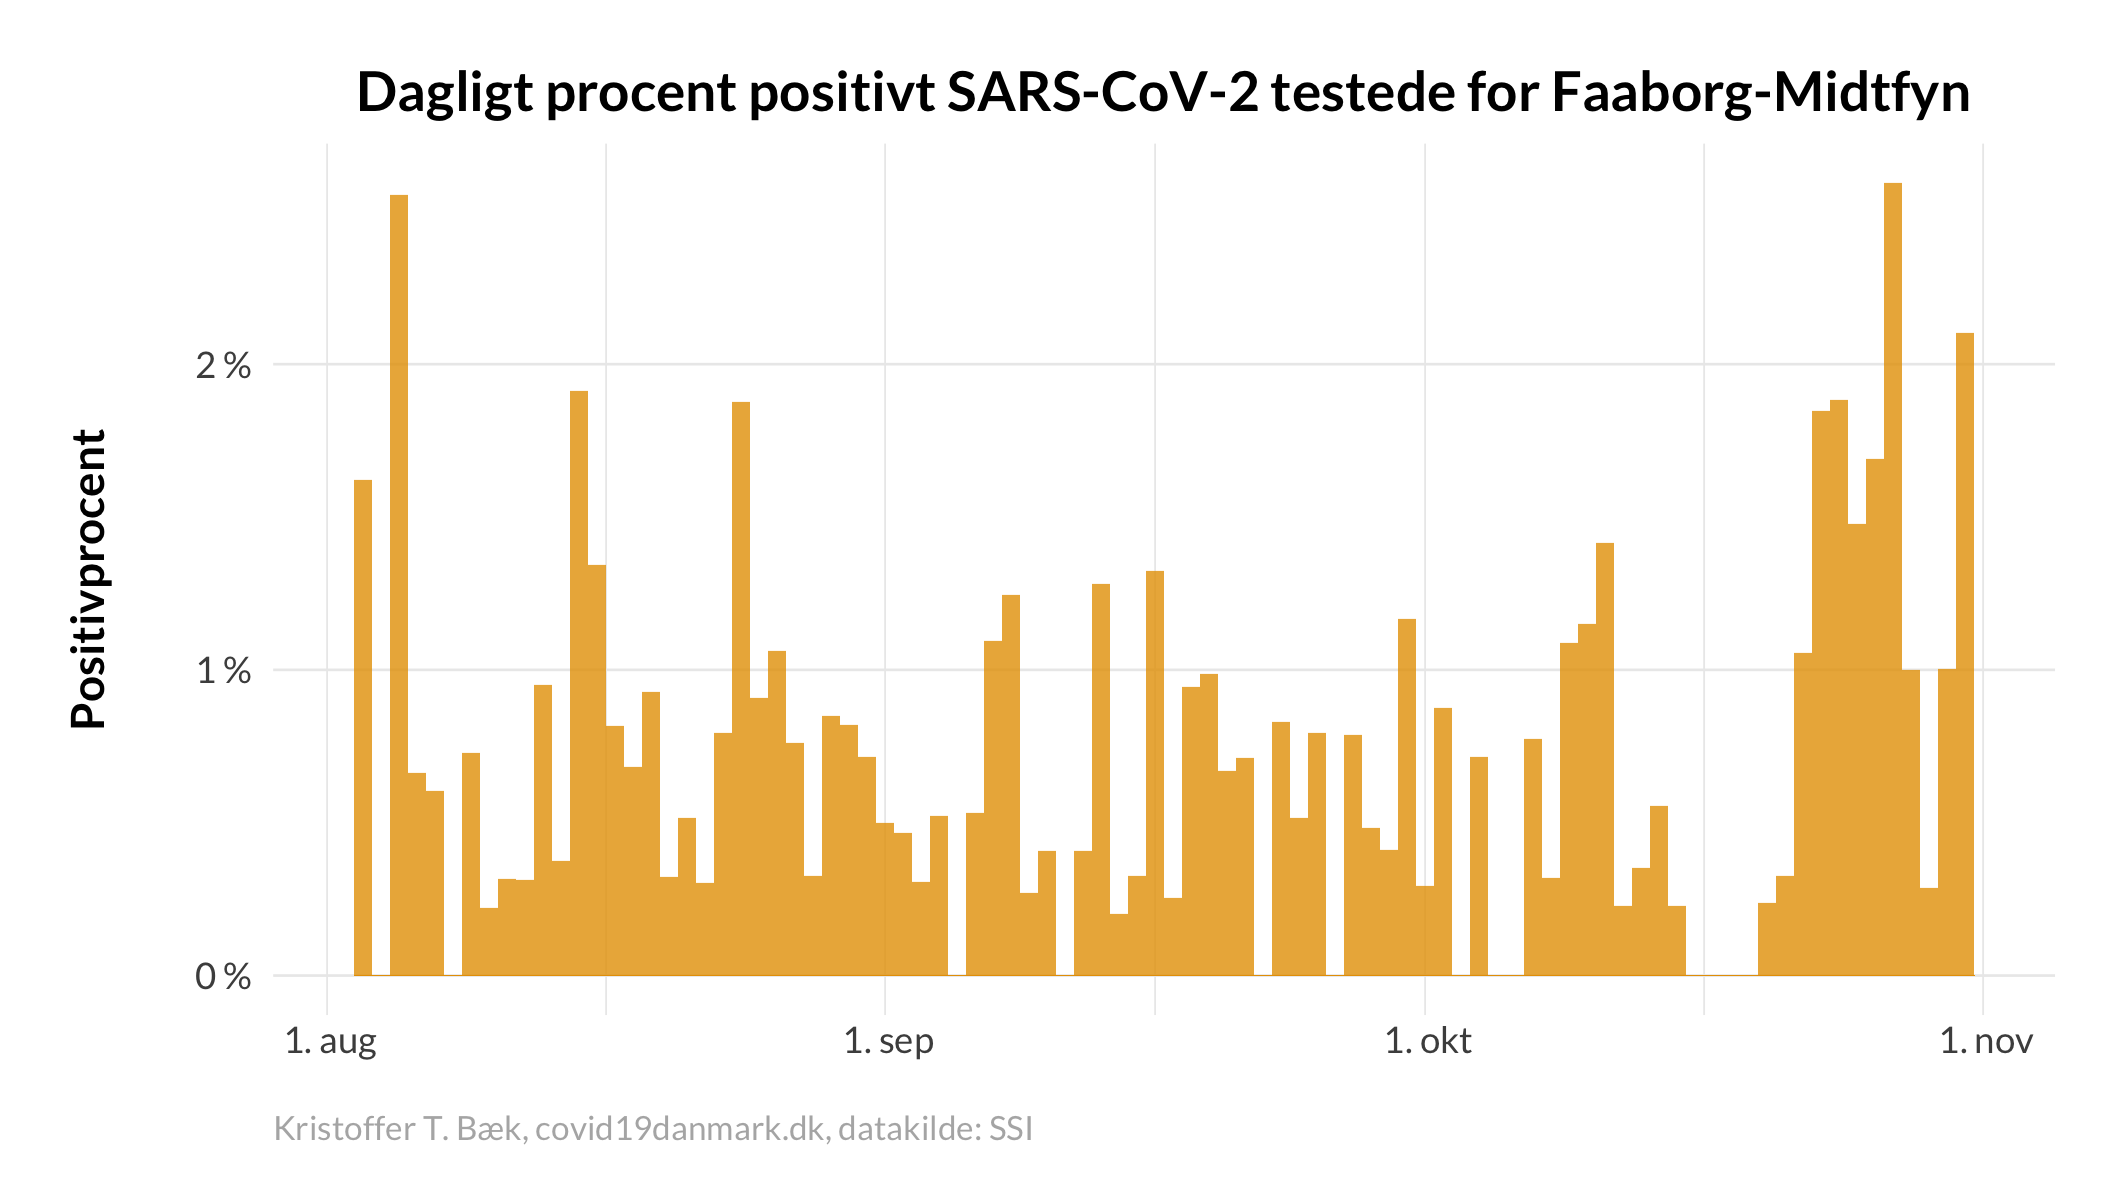 Dagligt procent positivt SARS-CoV-2 testede for Faaborg-Midtfyn
Positivprocent
2 %
1 %
0 %
1. aug
1. sep
1. okt
1. nov
Kristoffer T. Bæk, covid19danmark.dk, datakilde: SSI